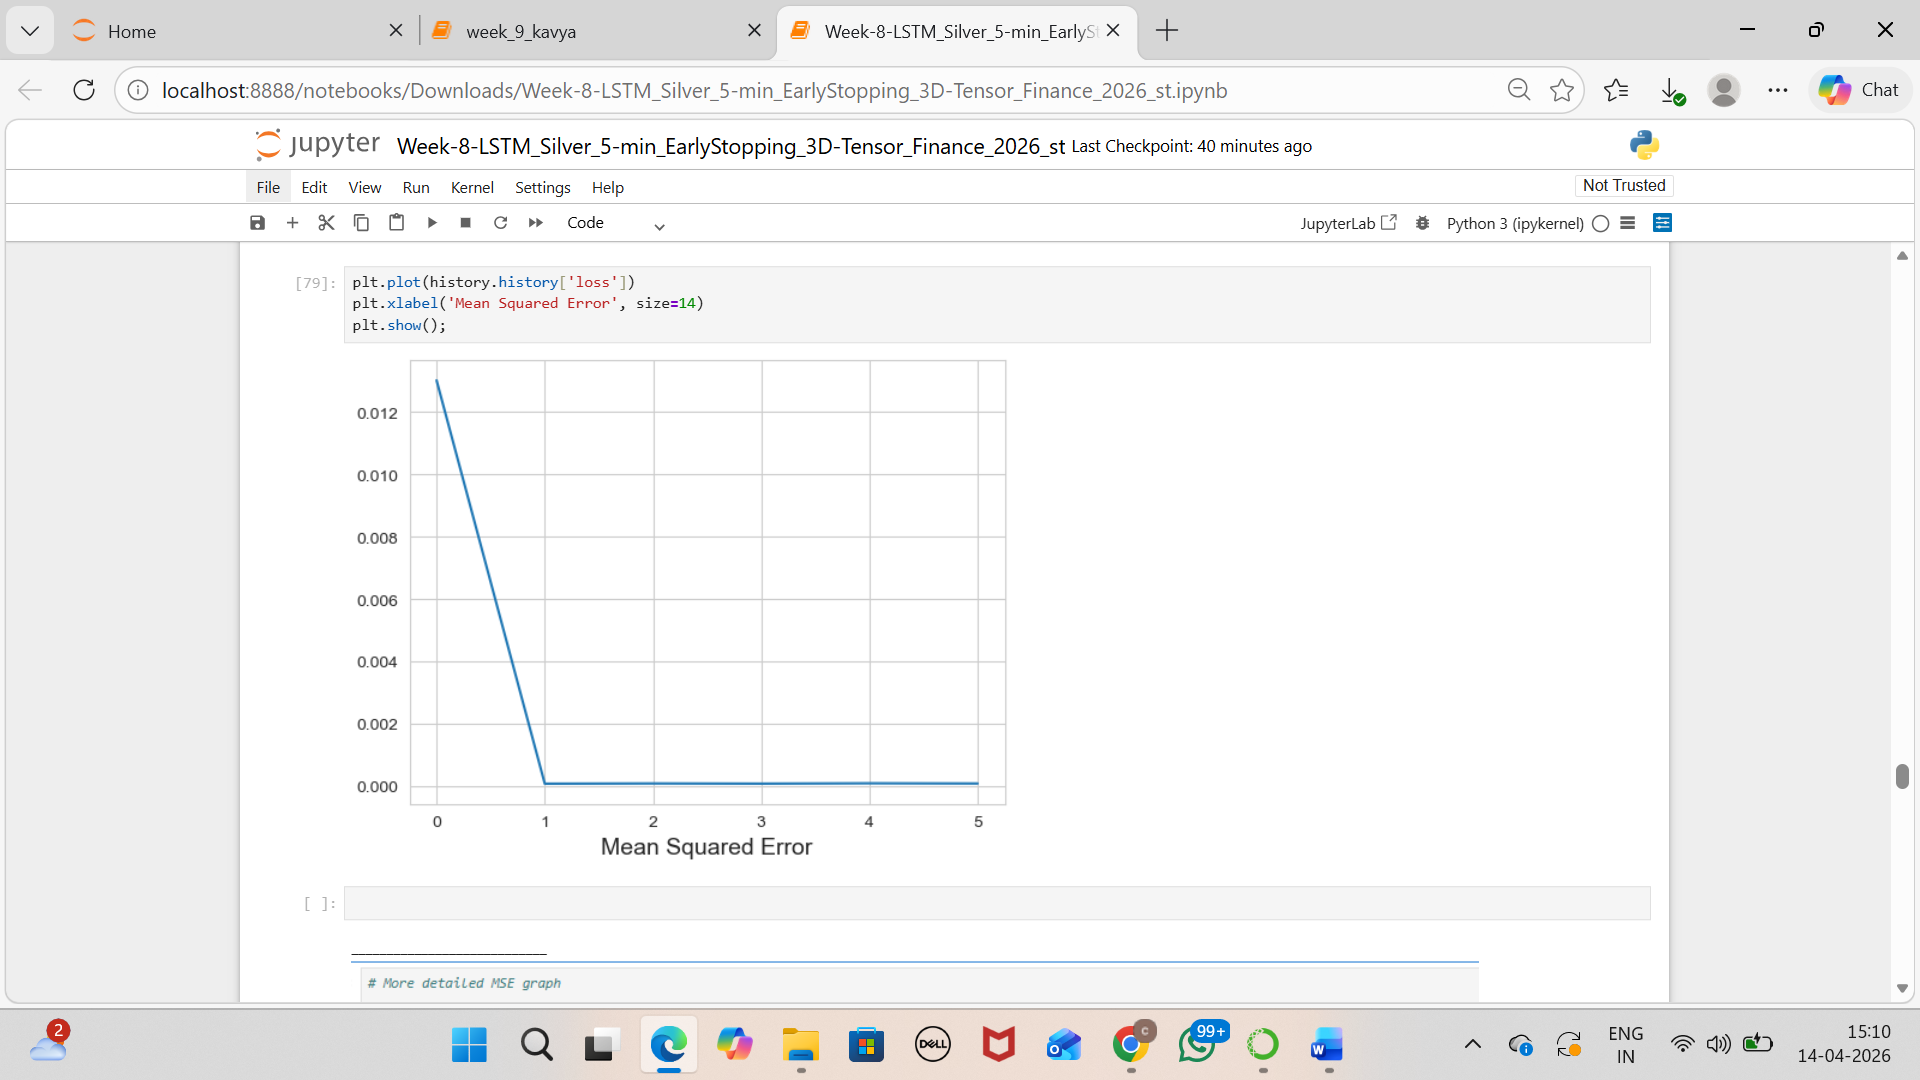 Home
week_9_kavya
Week-8-LSTM_Silver_5-min_EarlySt
localhost:8888/notebooks/Downloads/Week-8-LSTM_Silver_5-min_EarlyStopping_3D-Tensor_Finance_2026_st.ipynb
Chat
jupyter Week-8-LSTM_Silver_5-min_EarlyStopping_3D-Tensor_Finance_2026_st Last Checkpoint: 40 minutes ago
File Edit View Run Kernel Settings Help
Not Trusted
Code
JupyterLab
Python 3 (ipykernel)
[79]:
plt.plot(history.history['loss'])
plt.xlabel('Mean Squared Error', size=14)
plt.show();
0.012
0.010
0.008
0.006
0.004
0.002
0.000
0 1 2 3 4 5
Mean Squared Error
[ ]:
# More detailed MSE graph
2
DELL
C
99+
W
ENG
IN
15:10
14-04-2026